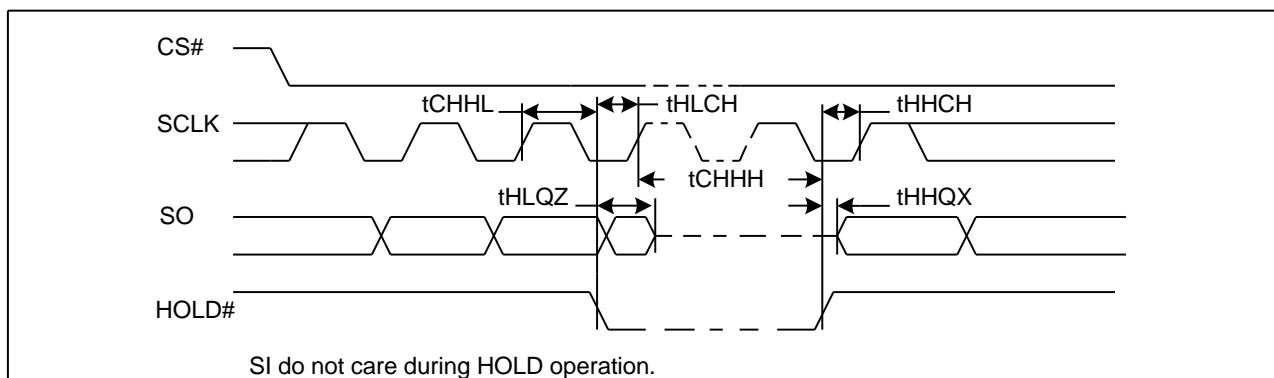 CS#
tCHHL
tHLCH
tHHCH
SCLK
tCHHH
tHLQZ
tHHQX
SO
HOLD#
SI do not care during HOLD operation.